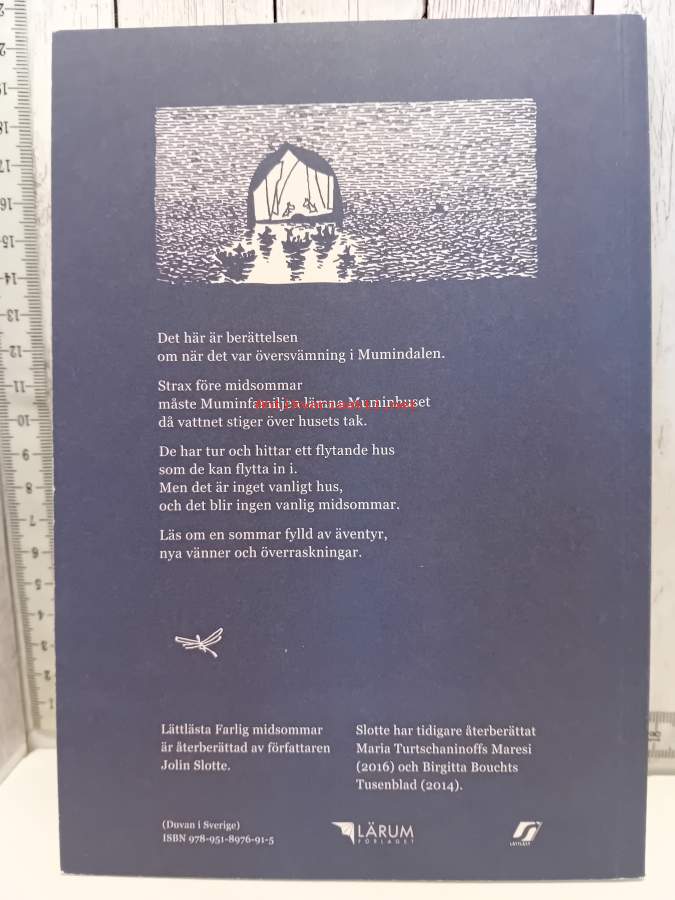 Det här är berättelsen
om när det var översvämning i Mumindalen.
Strax före midsommar
måste Muminfamiljen lämna Muminhuset
då vattnet stiger över husets tak.
De har tur och hittar ett flytande hus
som de kan flytta in i.
Men det är inget vanligt hus,
och det blir ingen vanlig midsommar.
Läs om en sommar fylld av äventyr,
nya vänner och överraskningar.
Lättlästa Farlig midsommar
är återberättad av författaren
Jolin Slotte.
Slotte har tidigare återberättat
Maria Turtschaninoffs Maresi
(2016) och Birgitta Bouchts
Tusenblad (2014).
(Duvan i Sverige)
ISBN 978-951-8976-91-5
LÄRUM
FÖRLAGET
LÄTTLÄST